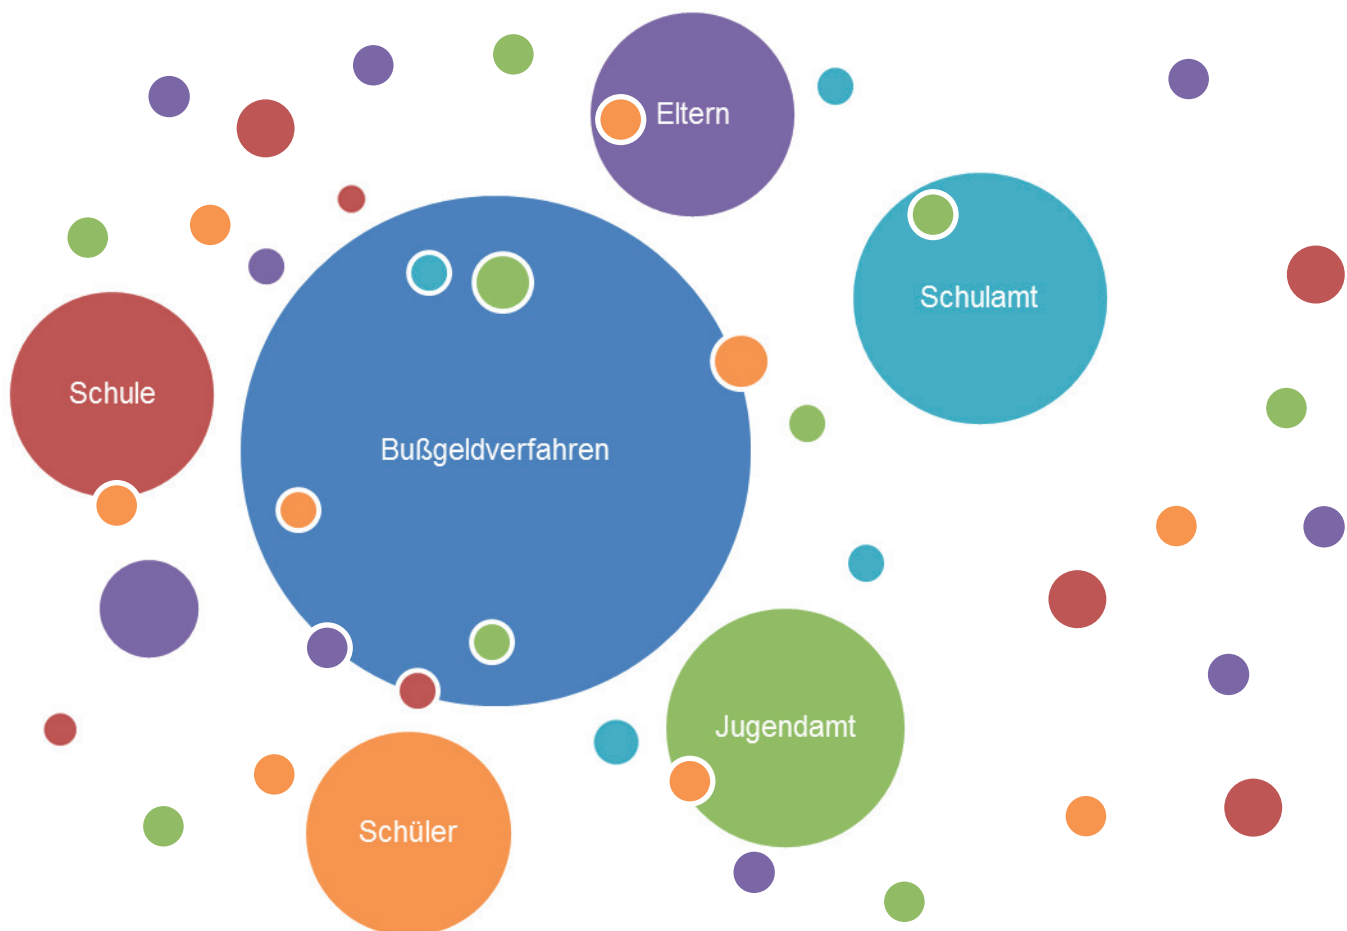 Eltern
Schulamt
Schule
Bußgeldverfahren
Jugendamt
Schüler